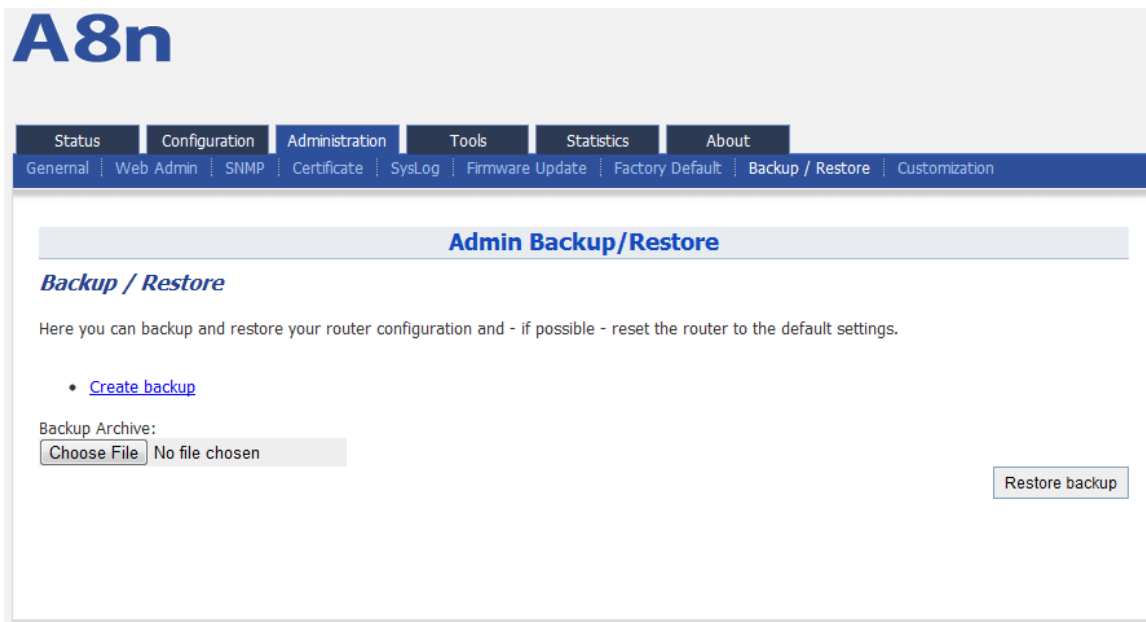 A8n
Status Configuration Administration Tools Statistics About
Genernal Web Admin SNMP Certificate SysLog Firmware Update Factory Default Backup / Restore Customization
Admin Backup/Restore
Backup / Restore
Here you can backup and restore your router configuration and - if possible - reset the router to the default settings.
• Create backup
Backup Archive:
Choose File No file chosen
Restore backup